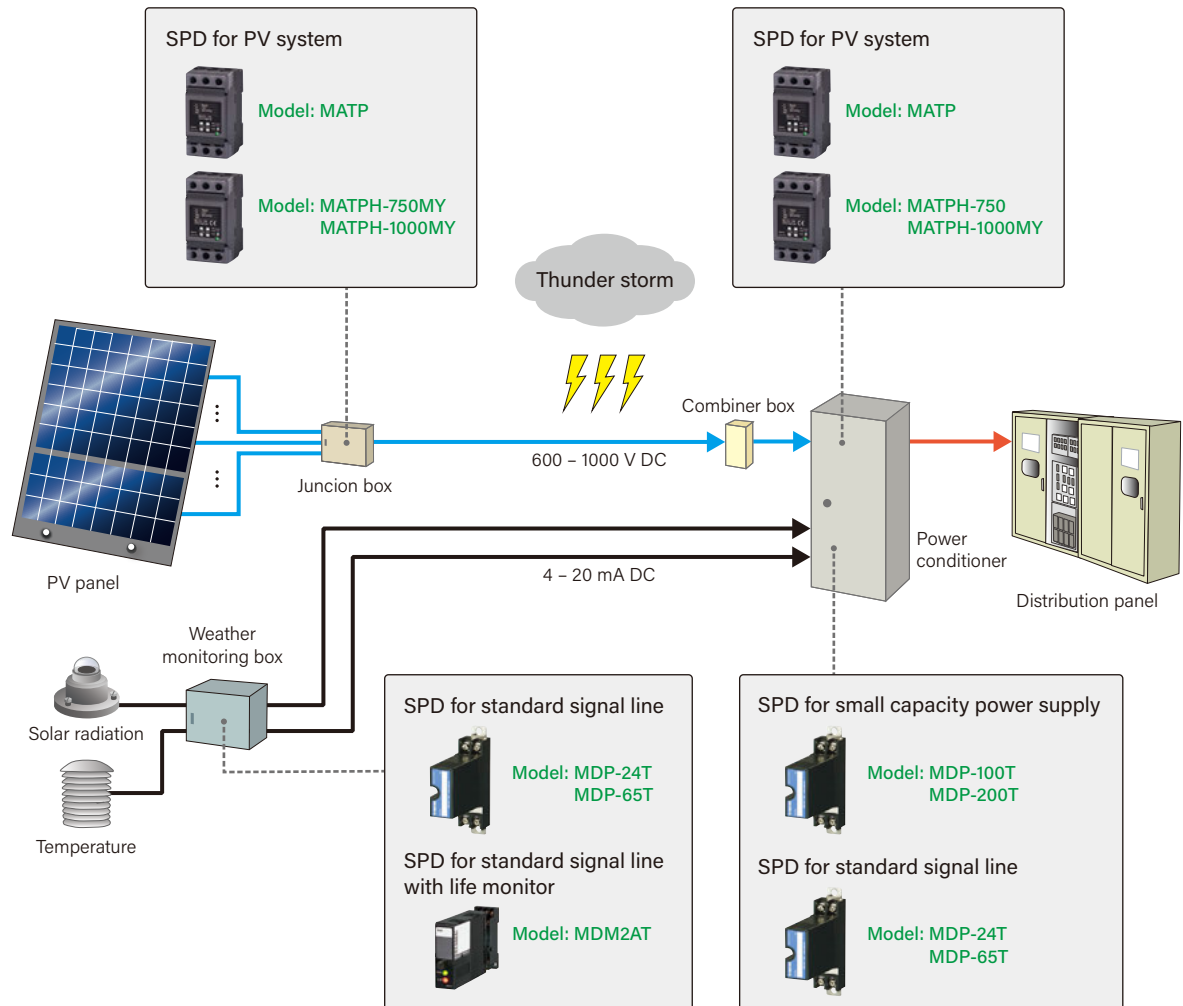 SPD for PV system
Model: MATP
Model: MATPH-750MY
MATPH-1000MY
SPD for PV system
Model: MATP
Model: MATPH-750
MATPH-1000MY
Thunder storm
Combiner box
600 – 1000 V DC
Juncion box
PV panel
4 – 20 mA DC
Power
conditioner
Distribution panel
Weather
monitoring box
Solar radiation
Temperature
SPD for standard signal line
Model: MDP-24T
MDP-65T
SPD for standard signal line
with life monitor
Model: MDM2AT
SPD for small capacity power supply
Model: MDP-100T
MDP-200T
SPD for standard signal line
Model: MDP-24T
MDP-65T